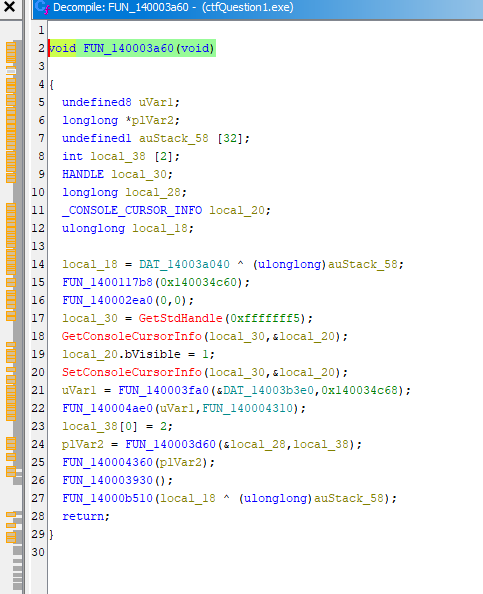 Decompile: FUN_140003a60 - (ctfQuestion1.exe)
1
2 void FUN_140003a60(void)
3
4 {
5 undefined8 uVar1;
6 longlong *plVar2;
7 undefined1 auStack_58 [32];
8 int local_38 [2];
9 HANDLE local_30;
10 longlong local_28;
11 _CONSOLE_CURSOR_INFO local_20;
12 ulonglong local_18;
13
14 local_18 = DAT_14003a040 ^ (ulonglong)auStack_58;
15 FUN_1400117b8(0x140034c60);
16 FUN_140002ea0(0,0);
17 local_30 = GetStdHandle(0xfffffff5);
18 GetConsoleCursorInfo(local_30,&local_20);
19 local_20.bVisible = 1;
20 SetConsoleCursorInfo(local_30,&local_20);
21 uVar1 = FUN_140003fa0(&DAT_14003b3e0,0x140034c68);
22 FUN_140004ae0(uVar1,FUN_140004310);
23 local_38[0] = 2;
24 plVar2 = FUN_140003d60(&local_28,local_38);
25 FUN_140004360(plVar2);
26 FUN_140003930();
27 FUN_14000b510(local_18 ^ (ulonglong)auStack_58);
28 return;
29 }
30